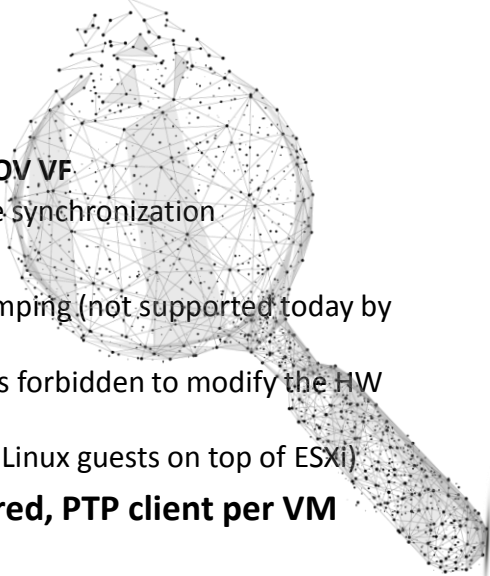 OV VF
e synchronization
mping (not supported today by
s forbidden to modify the HW
Linux guests on top of ESXi)
red, PTP client per VM